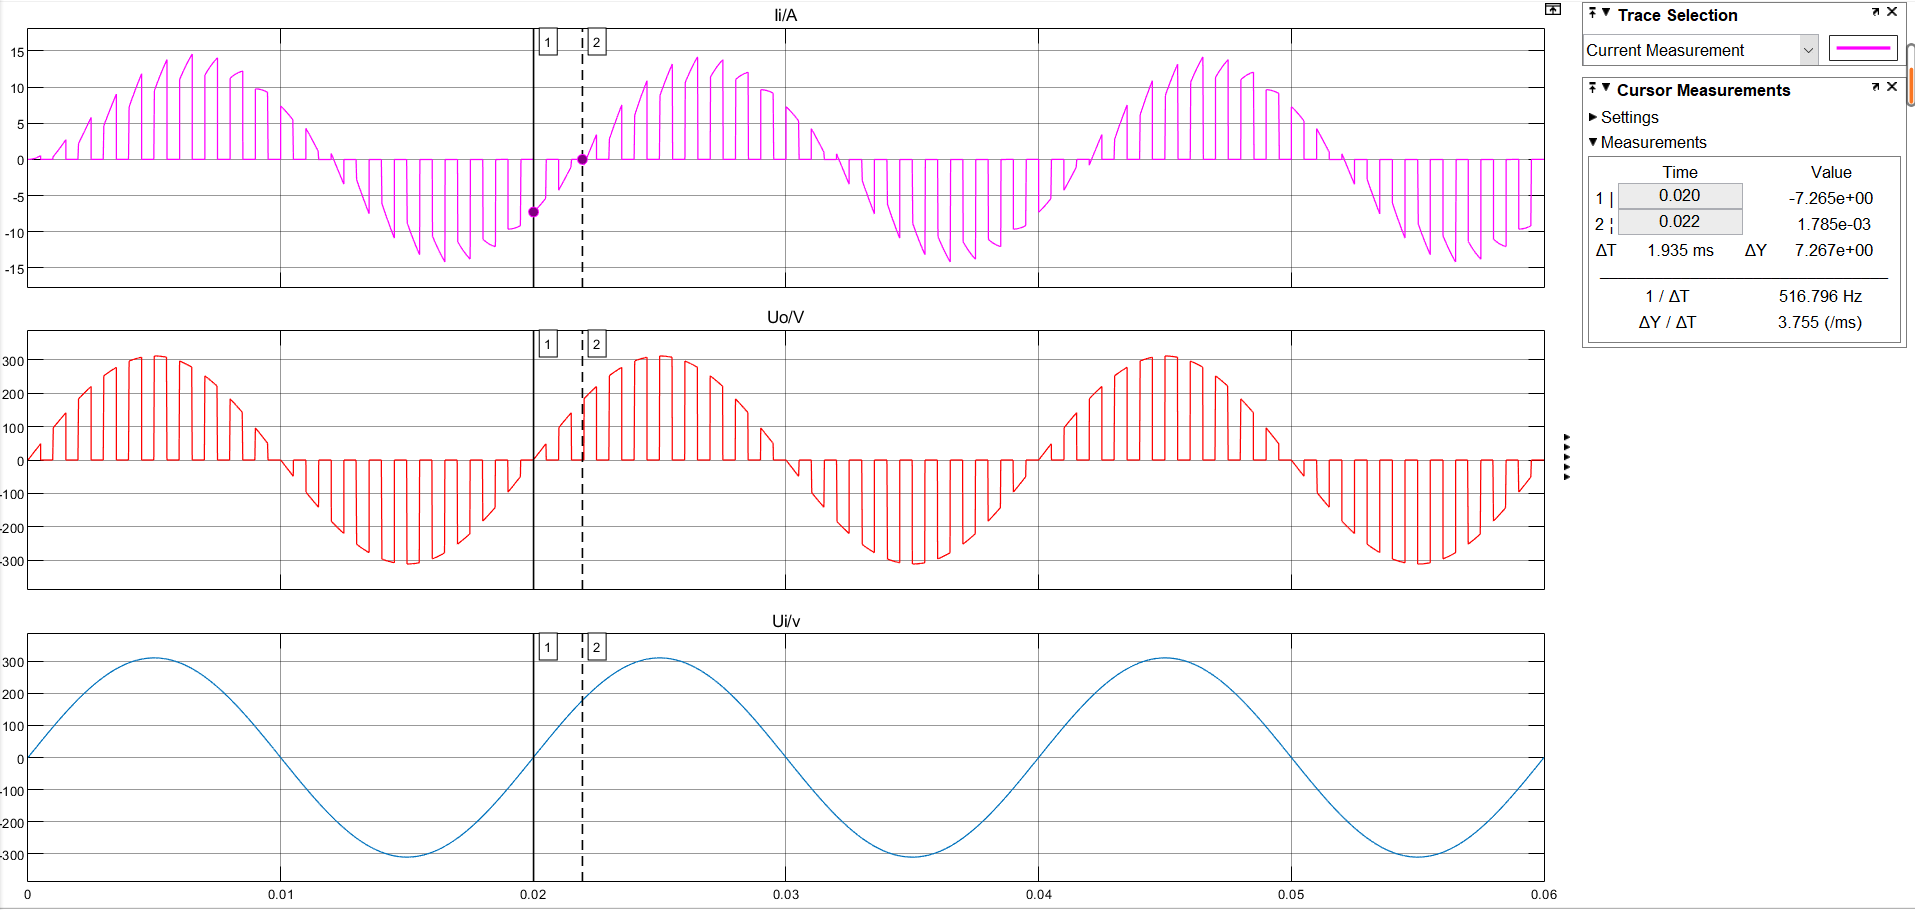 Ii/A
1
2
15
10
5
0
-5
-10
-15
Uo/V
1
2
300
200
100
0
-100
-200
-300
Ui/v
1
2
300
200
100
0
-100
-200
-300
0
0.01
0.02
0.03
0.04
0.05
0.06
Trace Selection
Current Measurement
Cursor Measurements
Settings
Measurements
Time Value
1 | 0.020 -7.265e+00
2 ¦ 0.022 1.785e-03
ΔT 1.935 ms ΔY 7.267e+00
1 / ΔT 516.796 Hz
ΔY / ΔT 3.755 (/ms)